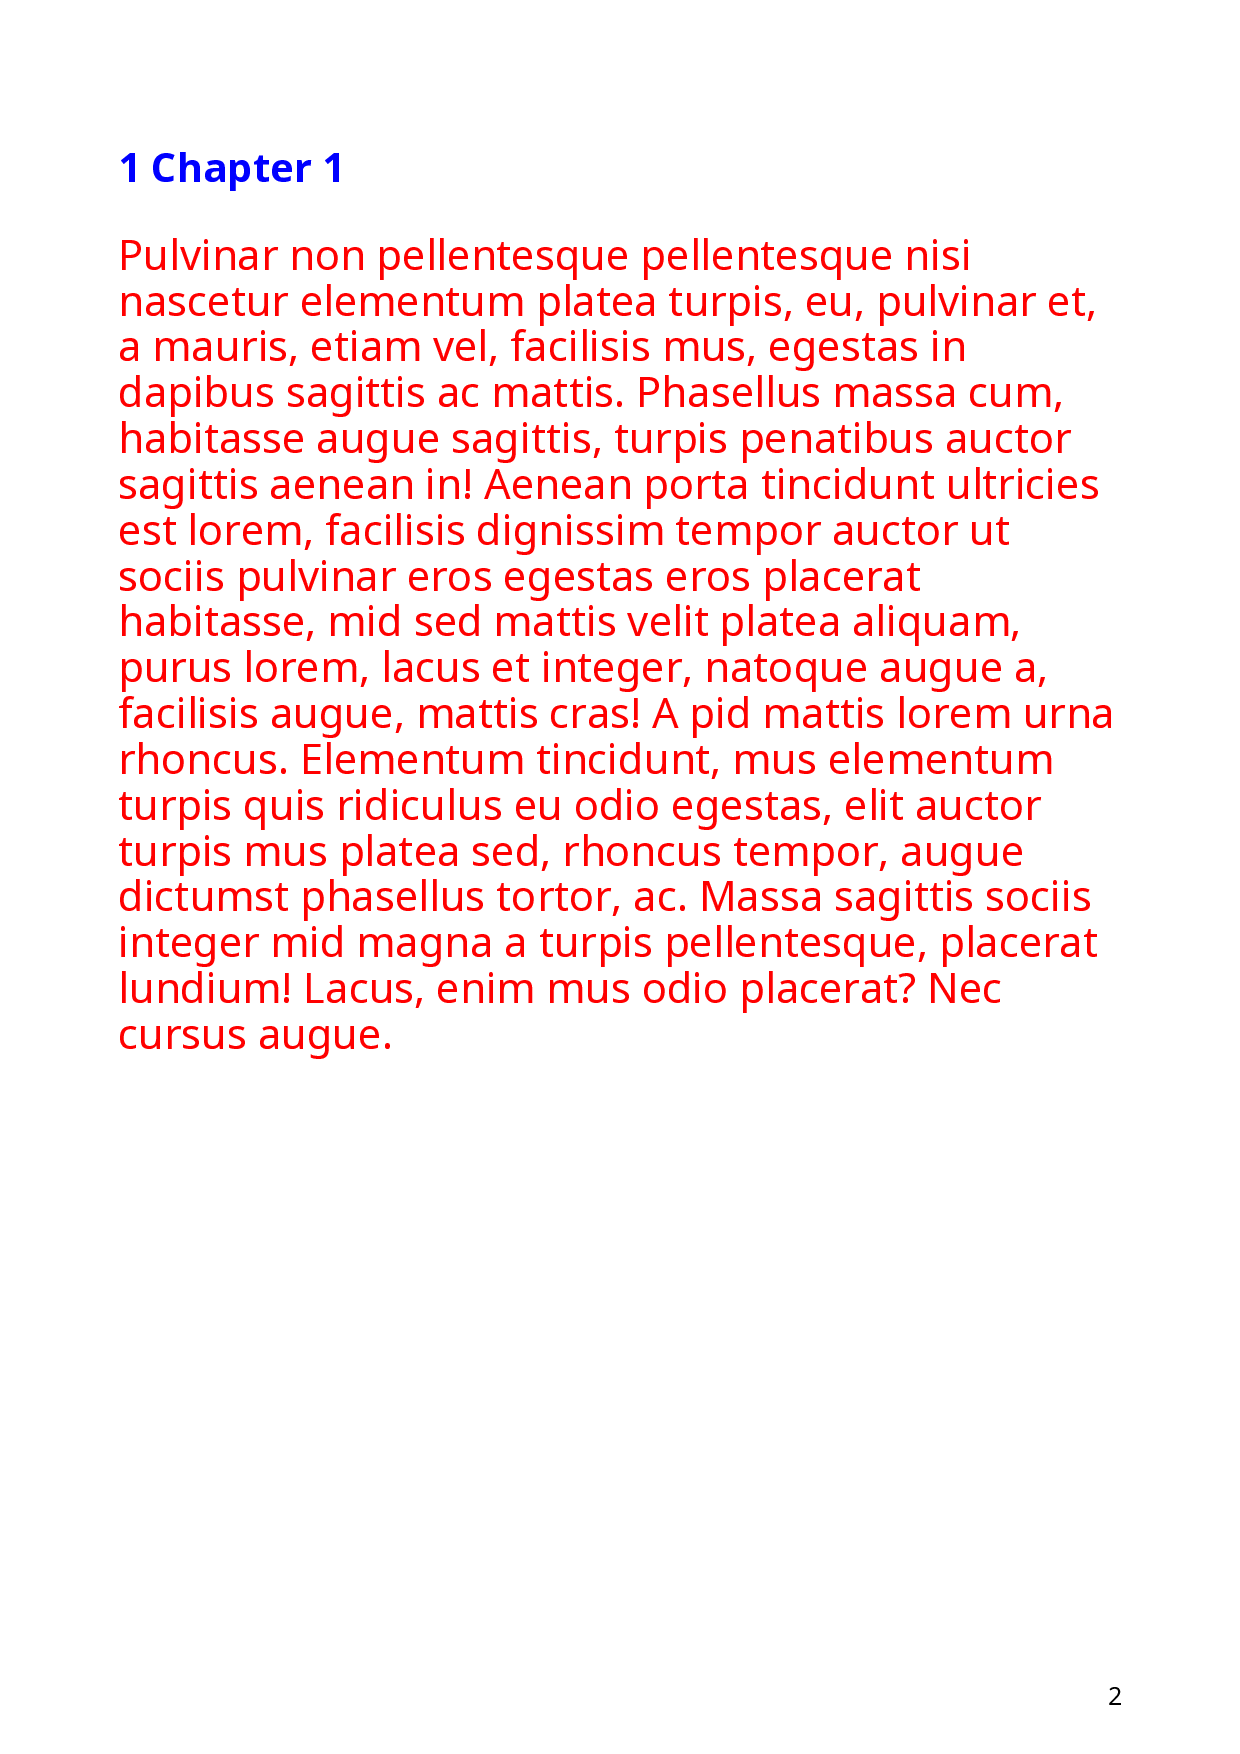 1 Chapter 1
Pulvinar non pellentesque pellentesque nisi
nascetur elementum platea turpis, eu, pulvinar et,
a mauris, etiam vel, facilisis mus, egestas in
dapibus sagittis ac mattis. Phasellus massa cum,
habitasse augue sagittis, turpis penatibus auctor
sagittis aenean in! Aenean porta tincidunt ultricies
est lorem, facilisis dignissim tempor auctor ut
sociis pulvinar eros egestas eros placerat
habitasse, mid sed mattis velit platea aliquam,
purus lorem, lacus et integer, natoque augue a,
facilisis augue, mattis cras! A pid mattis lorem urna
rhoncus. Elementum tincidunt, mus elementum
turpis quis ridiculus eu odio egestas, elit auctor
turpis mus platea sed, rhoncus tempor, augue
dictumst phasellus tortor, ac. Massa sagittis sociis
integer mid magna a turpis pellentesque, placerat
lundium! Lacus, enim mus odio placerat? Nec
cursus augue.
2